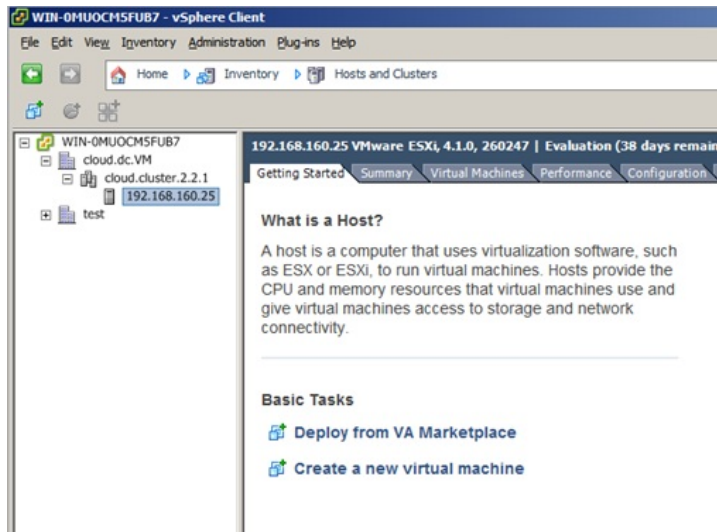 WIN-0MUOCM5FUB7 - vSphere Client
File Edit View Inventory Administration Plug-ins Help
Home Inventory Hosts and Clusters
WIN-0MUOCM5FUB7
cloud.dc.VM
cloud.cluster.2.2.1
192.168.160.25
test
192.168.160.25 VMware ESXi, 4.1.0, 260247 | Evaluation (38 days remain
Getting Started Summary Virtual Machines Performance Configuration
What is a Host?
A host is a computer that uses virtualization software, such
as ESX or ESXi, to run virtual machines. Hosts provide the
CPU and memory resources that virtual machines use and
give virtual machines access to storage and network
connectivity.
Basic Tasks
Deploy from VA Marketplace
Create a new virtual machine